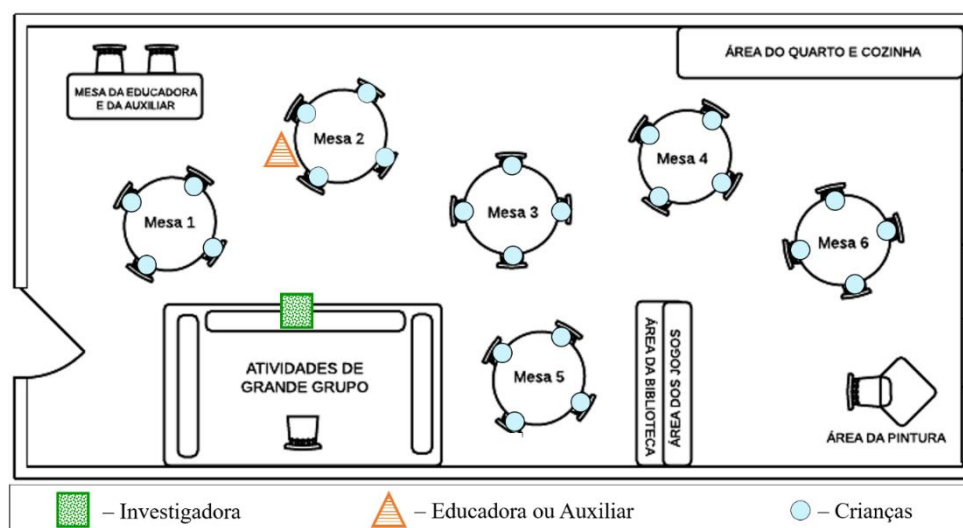 MESA DA EDUCADORA
E DA AUXILIAR
ÁREA DO QUARTO E COZINHA
Mesa 2
Mesa 4
Mesa 1
Mesa 3
Mesa 6
ATIVIDADES DE
GRANDE GRUPO
Mesa 5
ÁREA DA BIBLIOTECA
ÁREA DOS JOGOS
ÁREA DA PINTURA
– Investigadora
– Educadora ou Auxiliar
– Crianças